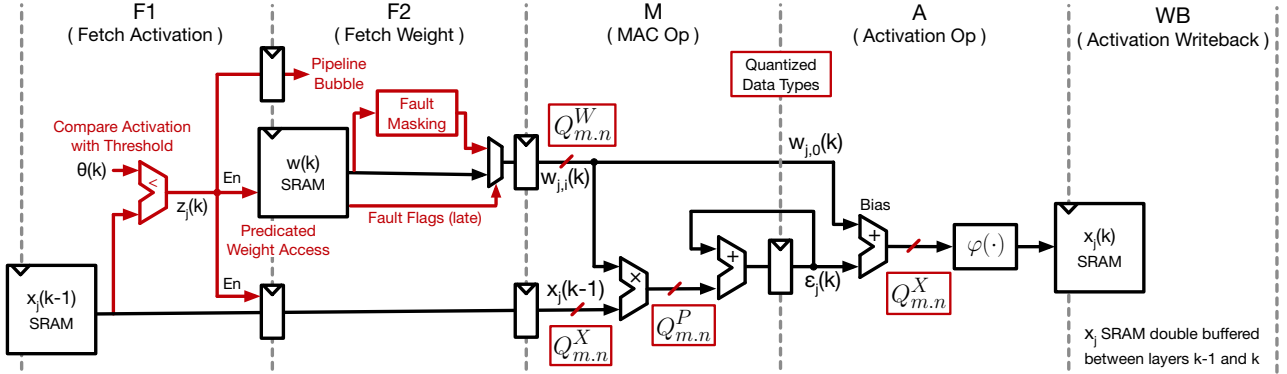 F1
( Fetch Activation )
F2
( Fetch Weight )
M
( MAC Op )
A
( Activation Op )
WB
( Activation Writeback )
Pipeline
Bubble
Fault
Masking
Quantized
Data Types
Compare Activation
with Threshold
θ(k)
<
z_j(k)
En
w(k)
SRAM
Fault Flags (late)
Predicated
Weight Access
En
Q^W_{m.n}
w_{j,i}(k)
w_{j,0}(k)
Bias
+
x_j(k-1)
SRAM
x_j(k-1)
×
+
ε_j(k)
φ(·)
x_j(k)
SRAM
Q^X_{m.n}
Q^P_{m.n}
Q^X_{m.n}
x_j SRAM double buffered
between layers k-1 and k